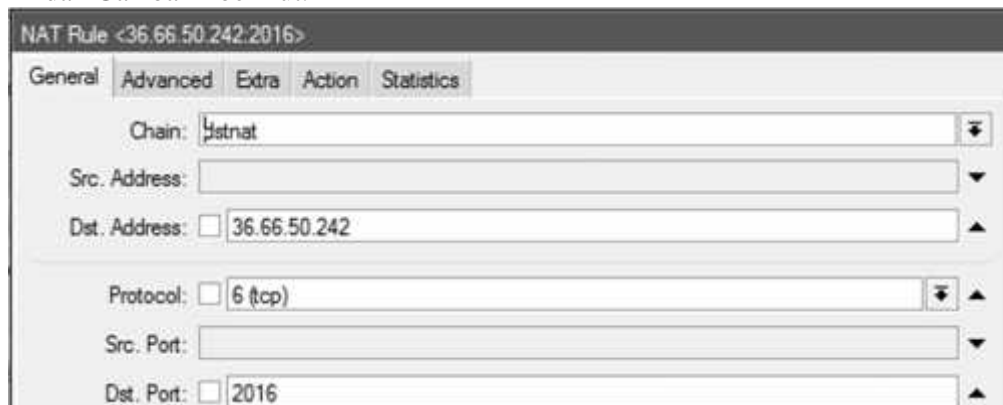 NAT Rule <36.66.50.242:2016>
General Advanced Extra Action Statistics
Chain: dstnat
Src. Address:
Dst. Address: 36.66.50.242
Protocol: 6 (tcp)
Src. Port:
Dst. Port: 2016